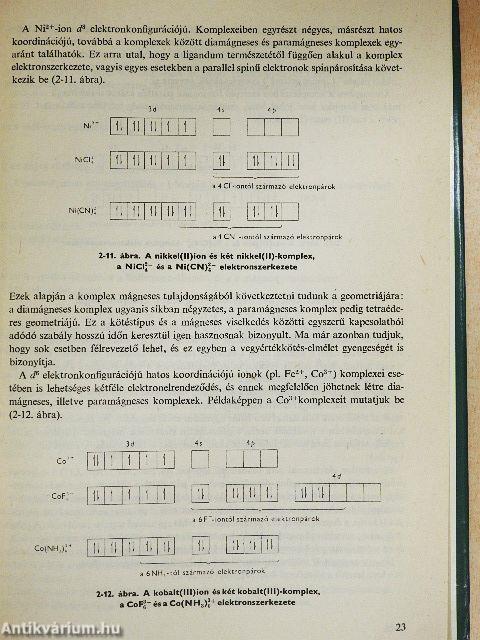 A Ni²⁺-ion d⁸ elektronkonfigurációjú. Komplexeiben egyrészt négyes, másrészt hatos
koordinációjú, továbbá a komplexek között diamágneses és paramágneses komplexek egy-
aránt találhatók. Ez arra utal, hogy a ligandum természetétől függően alakul a komplex
elektronszerkezete, vagyis egyes esetekben a parallel spinű elektronok spinpárosítása követ-
kezik be (2-11. ábra).
3d 4s 4p
Ni²⁺
NiCl₄²⁻
a 4 Cl⁻-iontól származó elektronpárok
Ni(CN)₄²⁻
a 4 CN⁻-iontól származó elektronpárok
2-11. ábra. A nikkel(II)ion és két nikkel(II)-komplex,
a NiCl₄²⁻ és a Ni(CN)₄²⁻ elektronszerkezete
Ezek alapján a komplex mágneses tulajdonságából következtetni tudunk a geometriájára:
a diamágneses komplex ugyanis síkban négyzetes, a paramágneses komplex pedig tetraéde-
res geometriájú. Ez a kötéstípus és a mágneses viselkedés közötti egyszerű kapcsolatból
adódó szabály hosszú időn keresztül igen hasznosnak bizonyult. Ma már azonban tudjuk,
hogy sok esetben félrevezető lehet, és ez egyben a vegyértékkötés-elmélet gyengeségét is
bizonyítja.
A d⁶ elektronkonfigurációjú hatos koordinációjú ionok (pl. Fe²⁺, Co³⁺) komplexei ese-
tében is lehetséges kétféle elektronelrendeződés, és ennek megfelelően jöhetnek létre dia-
mágneses, illetve paramágneses komplexek. Példaképpen a Co³⁺komplexeit mutatjuk be
(2-12. ábra).
3d 4s 4p
Co³⁺
4d
CoF₆³⁻
a 6 F⁻-iontól származó elektronpárok
Co(NH₃)₆³⁺
a 6 NH₃-tól származó elektronpárok
2-12. ábra. A kobalt(III)ion és két kobalt(III)-komplex,
a CoF₆³⁻ és a Co(NH₃)₆³⁺ elektronszerkezete
23
Antikvárium.hu